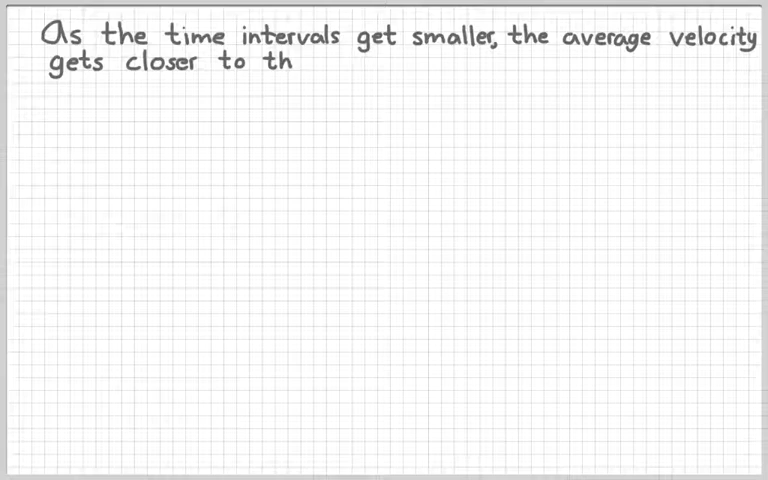 As the time intervals get smaller, the average velocity
gets closer to th